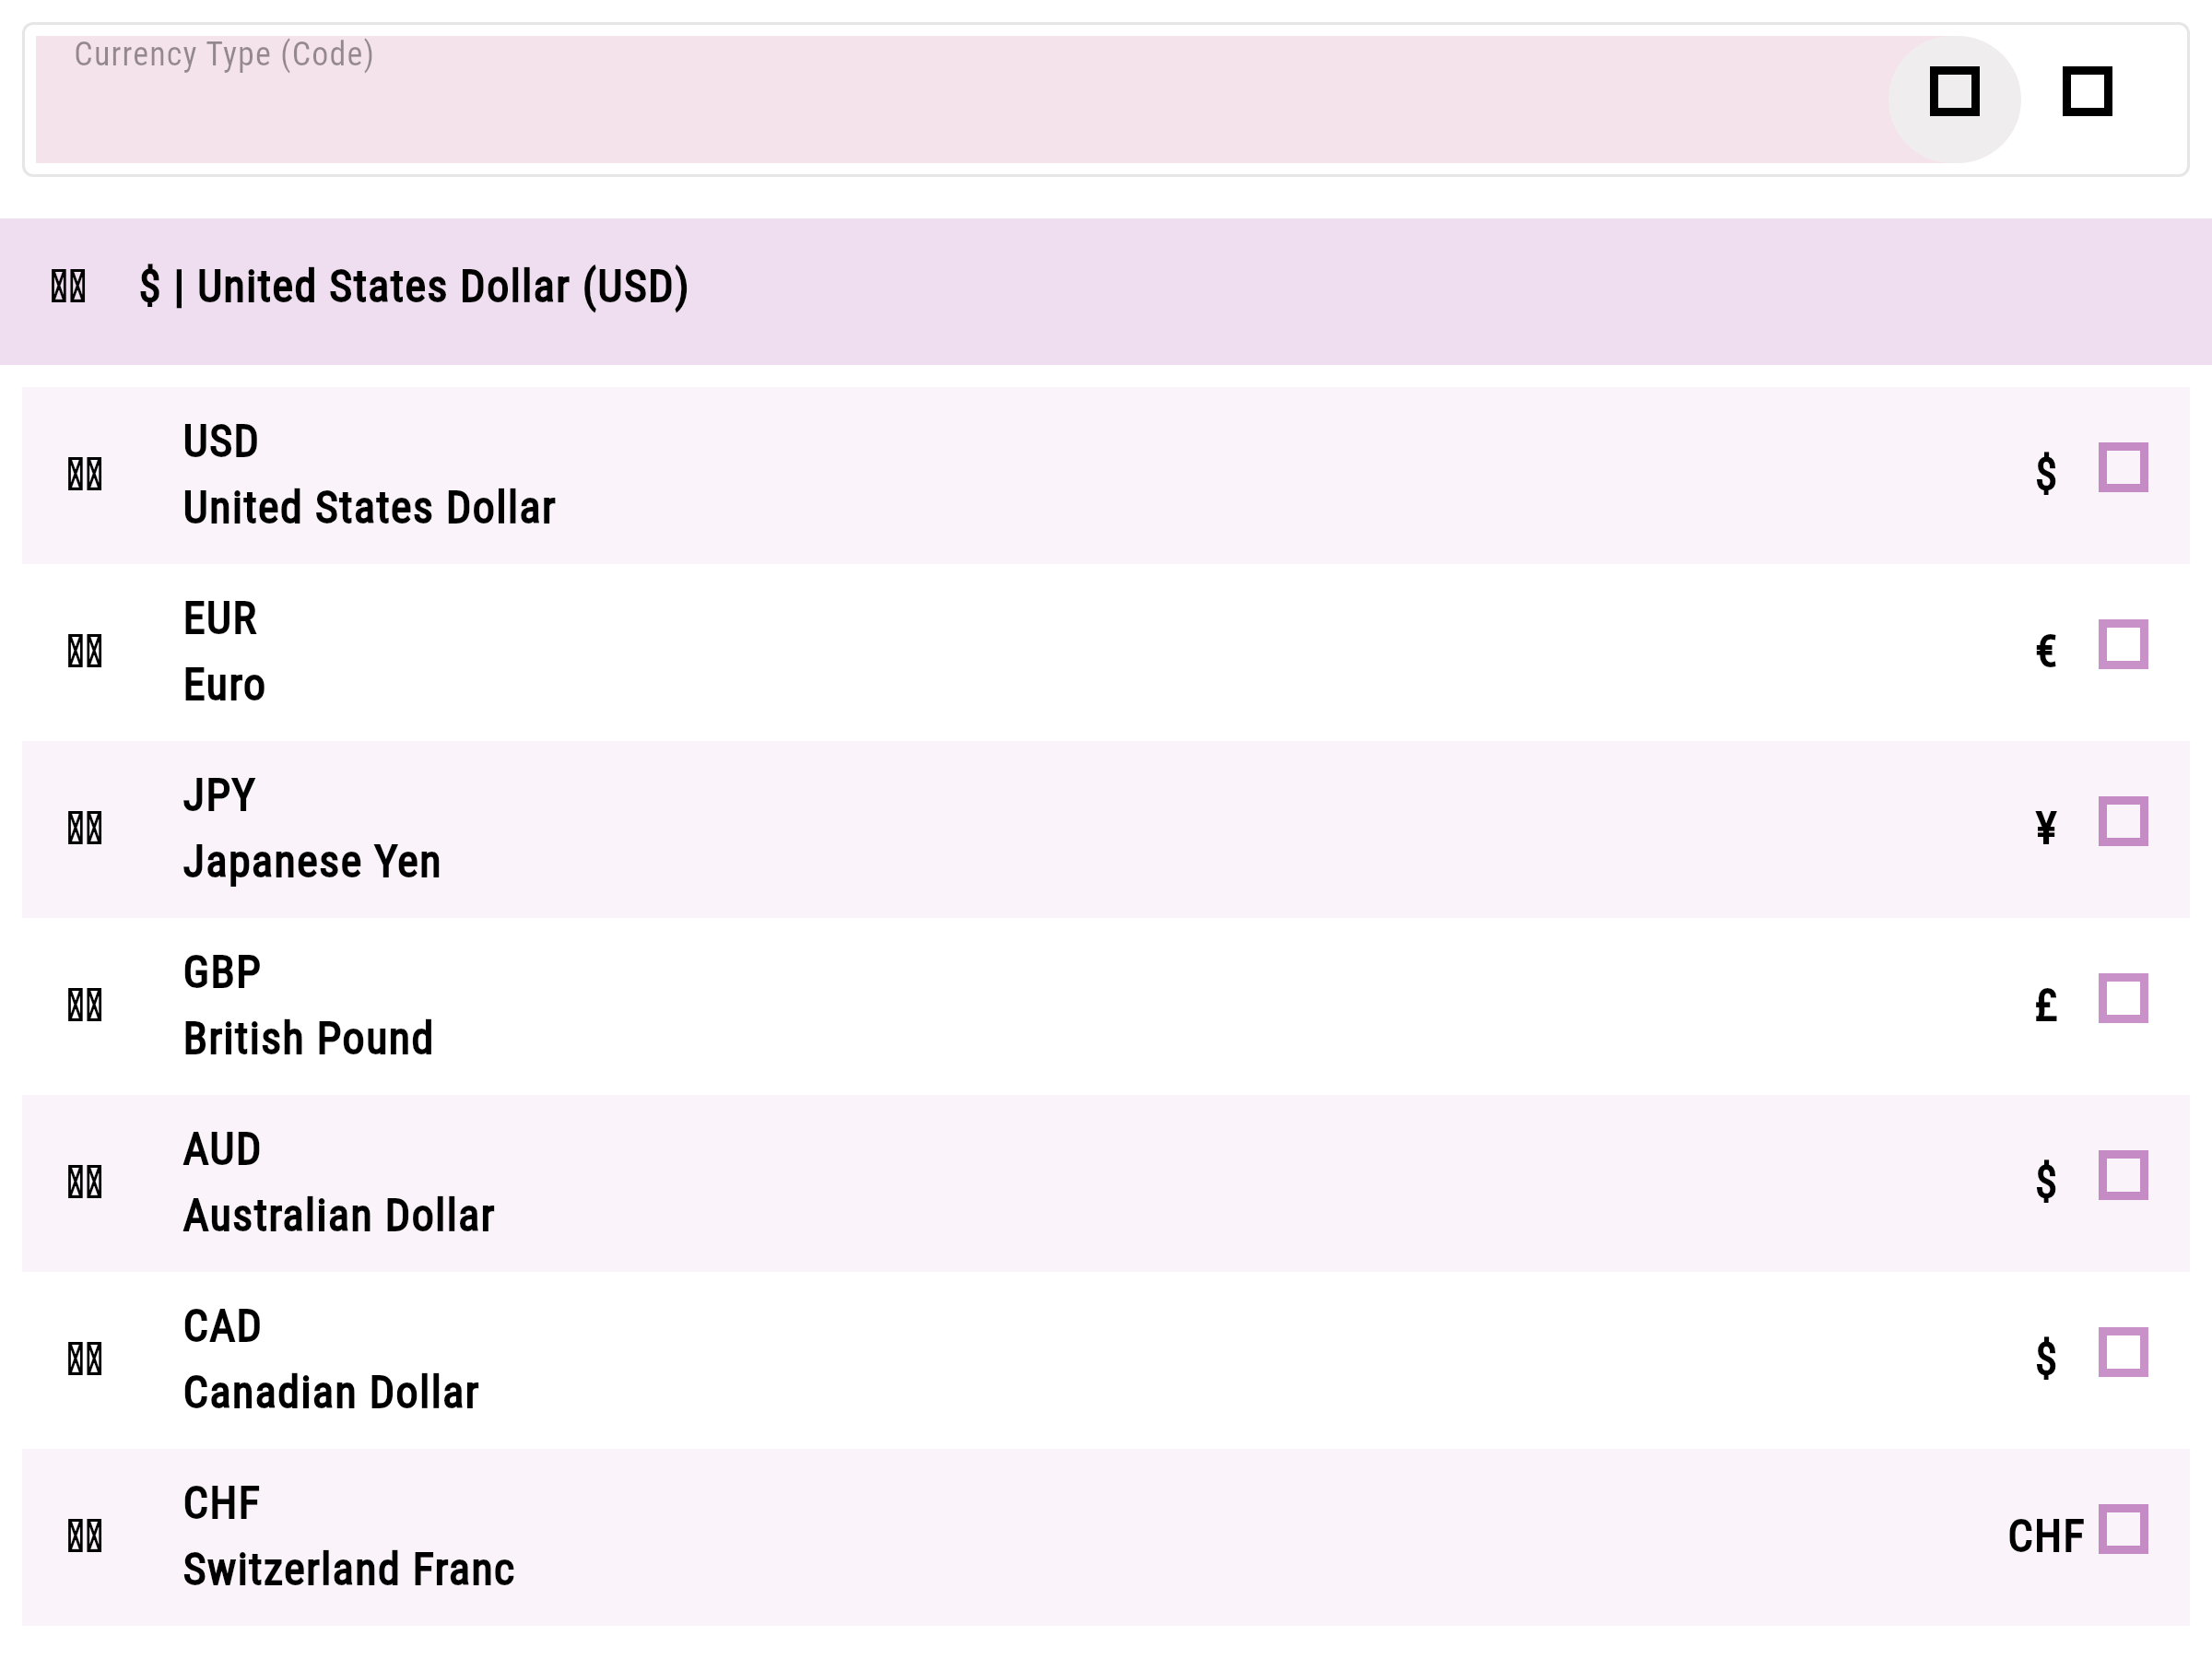 Currency Type (Code)
$ | United States Dollar (USD)
USD
United States Dollar
$
EUR
Euro
€
JPY
Japanese Yen
¥
GBP
British Pound
£
AUD
Australian Dollar
$
CAD
Canadian Dollar
$
CHF
Switzerland Franc
CHF